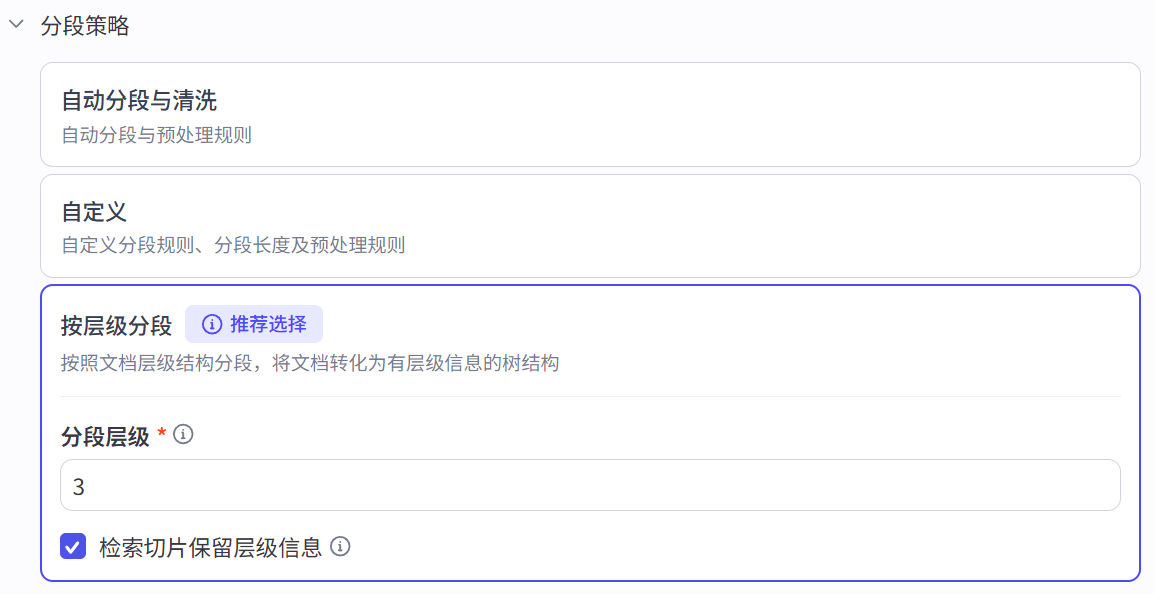 分段策略
自动分段与清洗
自动分段与预处理规则
自定义
自定义分段规则、分段长度及预处理规则
按层级分段 推荐选择
按照文档层级结构分段，将文档转化为有层级信息的树结构
分段层级 *
3
检索切片保留层级信息